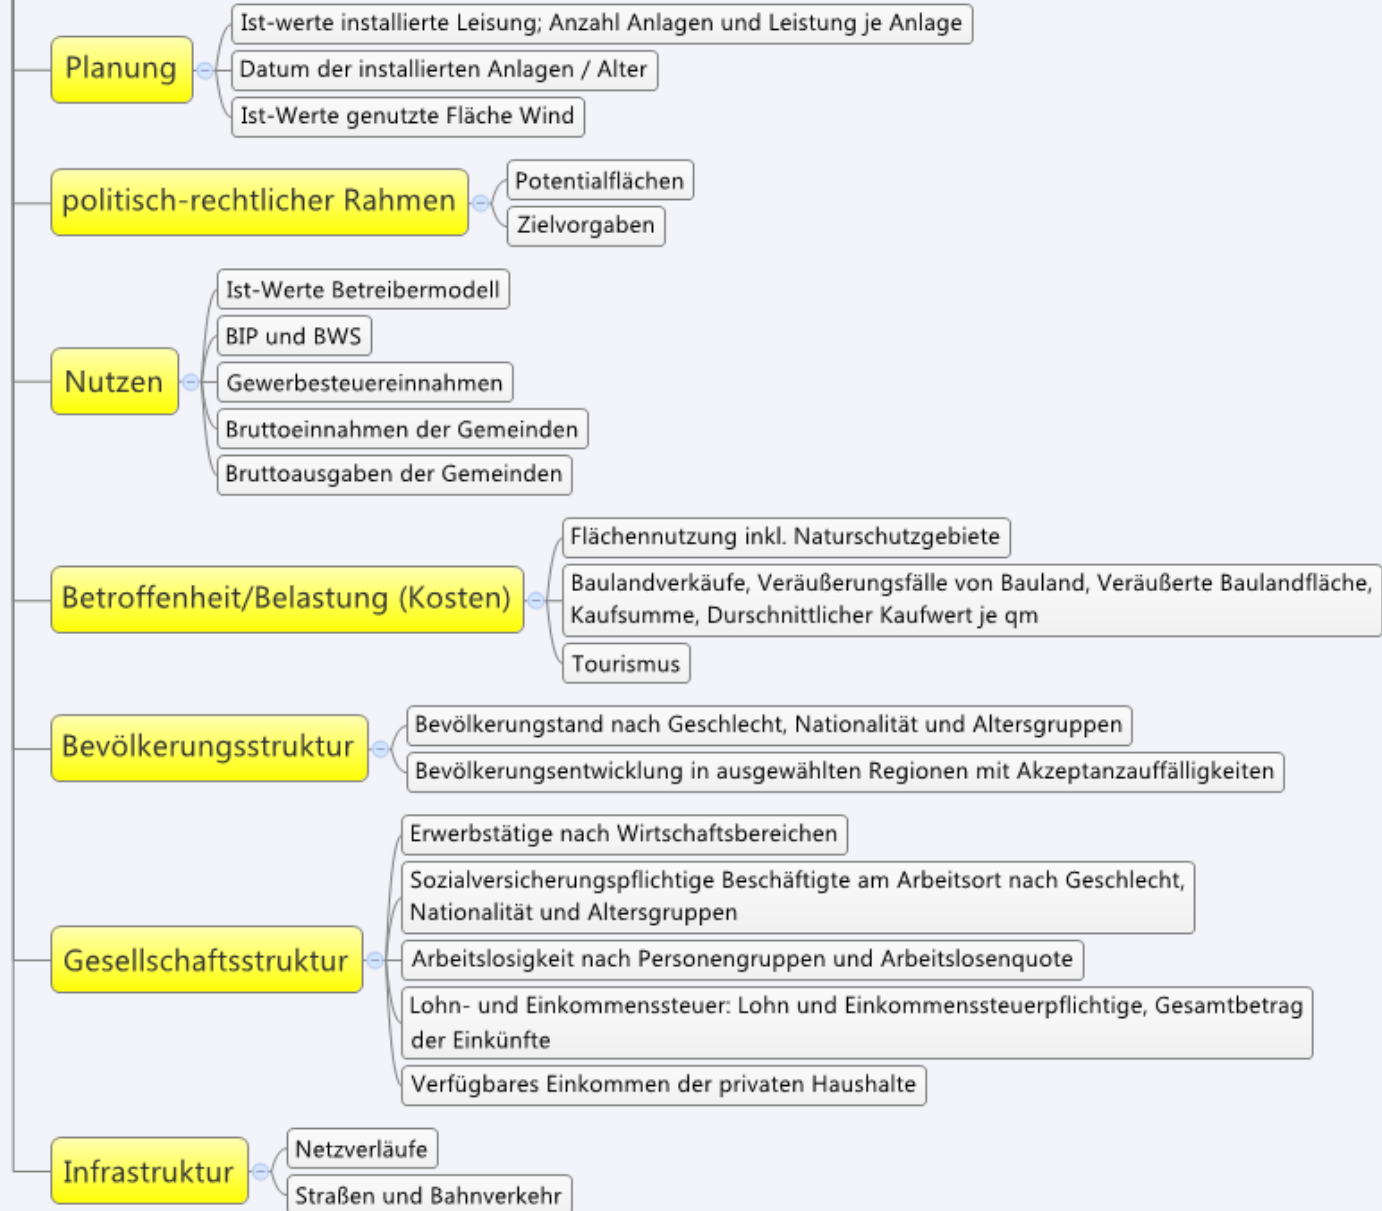 Planung
Ist-werte installierte Leisung; Anzahl Anlagen und Leistung je Anlage
Datum der installierten Anlagen / Alter
Ist-Werte genutzte Fläche Wind
politisch-rechtlicher Rahmen
Potentialflächen
Zielvorgaben
Nutzen
Ist-Werte Betreibermodell
BIP und BWS
Gewerbesteuereinnahmen
Bruttoeinnahmen der Gemeinden
Bruttoausgaben der Gemeinden
Betroffenheit/Belastung (Kosten)
Flächennutzung inkl. Naturschutzgebiete
Baulandverkäufe, Veräußerungsfälle von Bauland, Veräußerte Baulandfläche,
Kaufsumme, Durschnittlicher Kaufwert je qm
Tourismus
Bevölkerungsstruktur
Bevölkerungstand nach Geschlecht, Nationalität und Altersgruppen
Bevölkerungsentwicklung in ausgewählten Regionen mit Akzeptanzauffälligkeiten
Gesellschaftsstruktur
Erwerbstätige nach Wirtschaftsbereichen
Sozialversicherungspflichtige Beschäftigte am Arbeitsort nach Geschlecht,
Nationalität und Altersgruppen
Arbeitslosigkeit nach Personengruppen und Arbeitslosenquote
Lohn- und Einkommenssteuer: Lohn und Einkommenssteuerpflichtige, Gesamtbetrag
der Einkünfte
Verfügbares Einkommen der privaten Haushalte
Infrastruktur
Netzverläufe
Straßen und Bahnverkehr